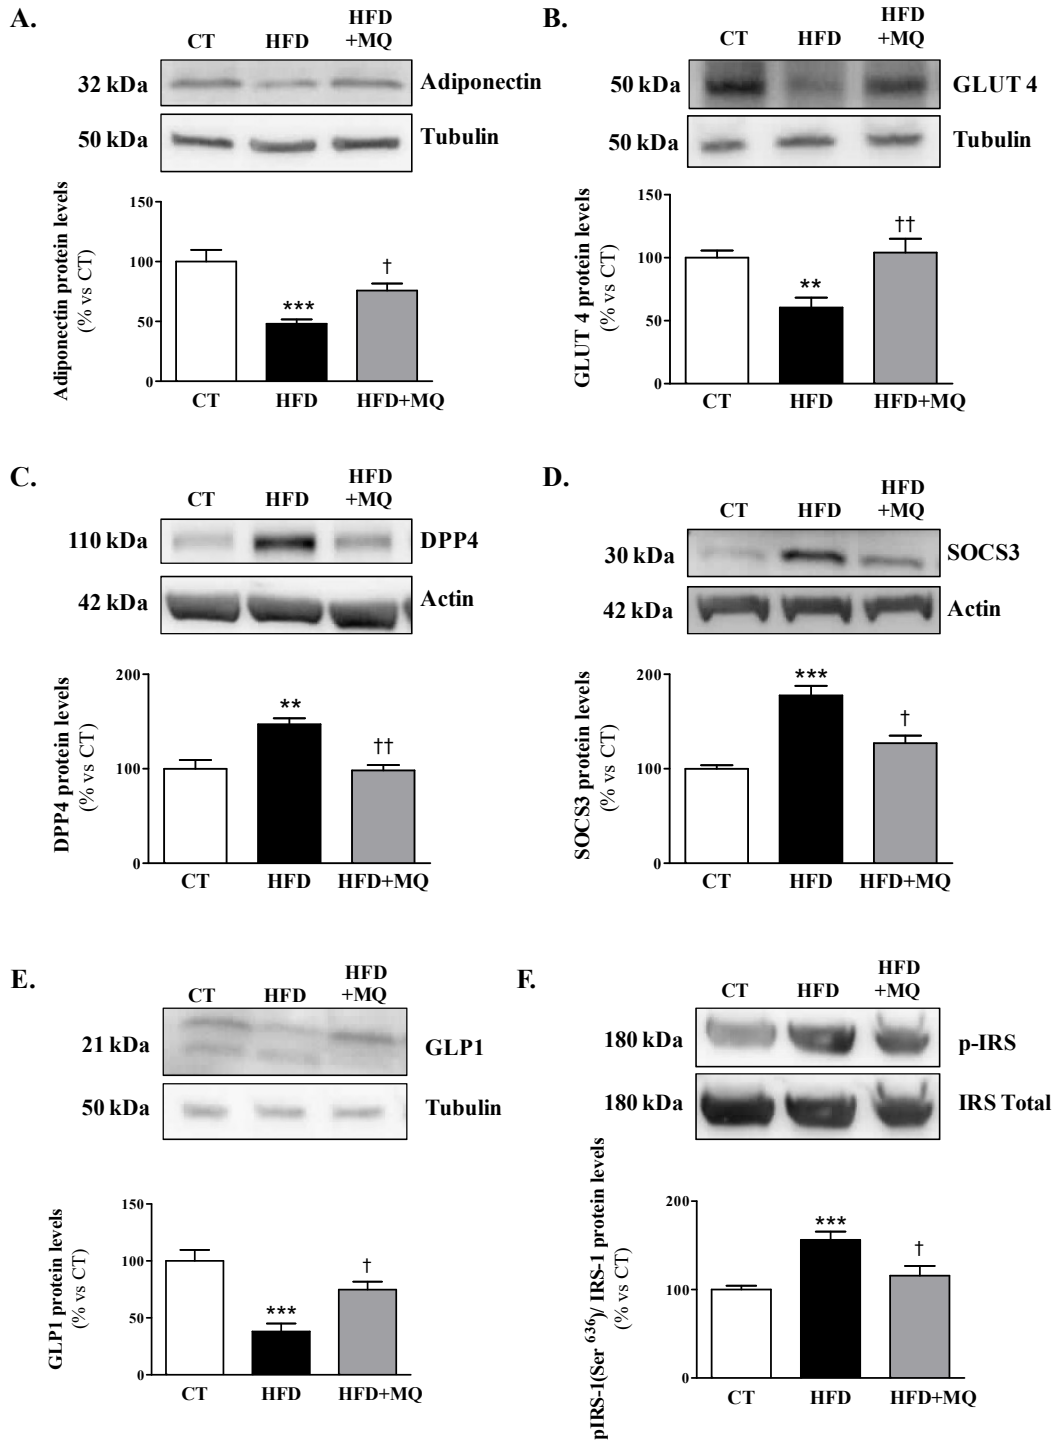 A.
CT HFD HFD
+MQ
32 kDa Adiponectin
50 kDa Tubulin
Adiponectin protein levels
(% vs CT)
150
100
50
0
***
†
CT HFD HFD+MQ
B.
CT HFD HFD
+MQ
50 kDa GLUT 4
50 kDa Tubulin
GLUT 4 protein levels
(% vs CT)
150
100
50
0
**
††
CT HFD HFD+MQ
C.
CT HFD HFD
+MQ
110 kDa DPP4
42 kDa Actin
DPP4 protein levels
(% vs CT)
200
100
0
**
††
CT HFD HFD+MQ
D.
CT HFD HFD
+MQ
30 kDa SOCS3
42 kDa Actin
SOCS3 protein levels
(% vs CT)
200
100
0
***
†
CT HFD HFD+MQ
E.
CT HFD HFD
+MQ
21 kDa GLP1
50 kDa Tubulin
GLP1 protein levels
(% vs CT)
150
100
50
0
***
†
CT HFD HFD+MQ
F.
CT HFD HFD
+MQ
180 kDa p-IRS
180 kDa IRS Total
pIRS-1(Ser 636)/ IRS-1 protein levels
(% vs CT)
200
100
0
***
†
CT HFD HFD+MQ